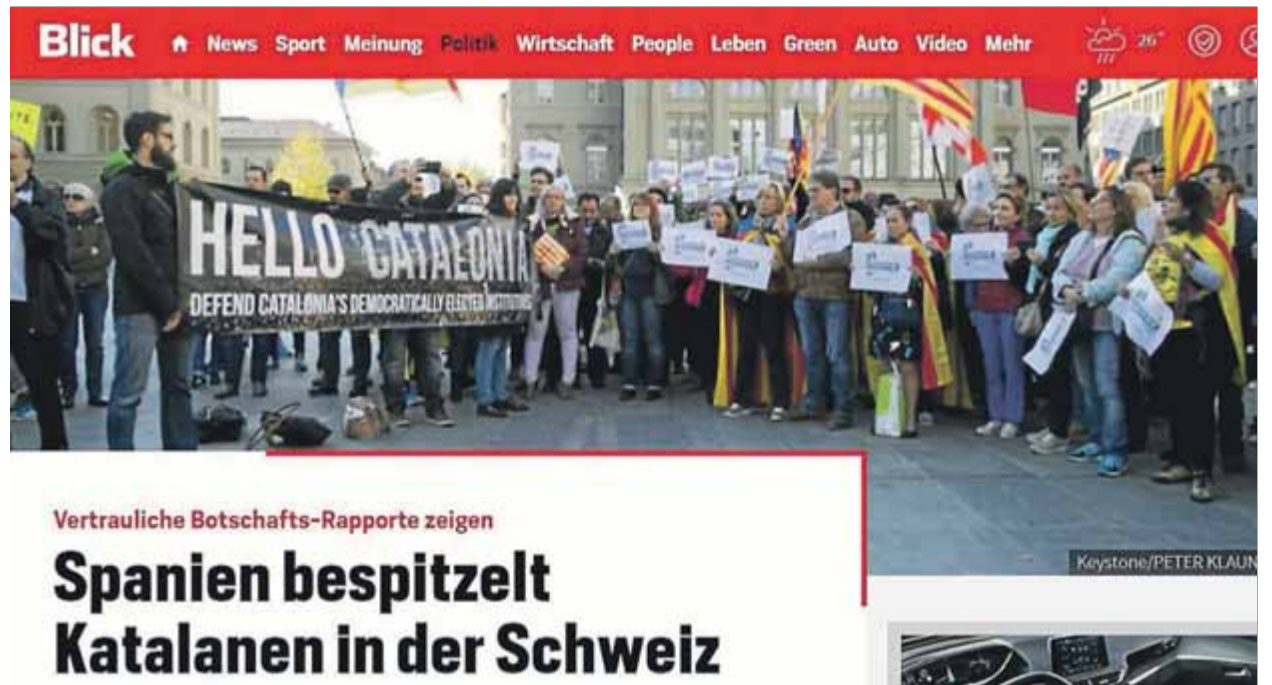 Blick
News Sport Meinung Politik Wirtschaft People Leben Green Auto Video Mehr
26°
HELLO CATALONIA
DEFEND CATALONIA'S DEMOCRATICALLY ELECTED INSTITUTIONS
Keystone/PETER KLAUN
Vertrauliche Botschafts-Rapporte zeigen
Spanien bespitzelt
Katalanen in der Schweiz